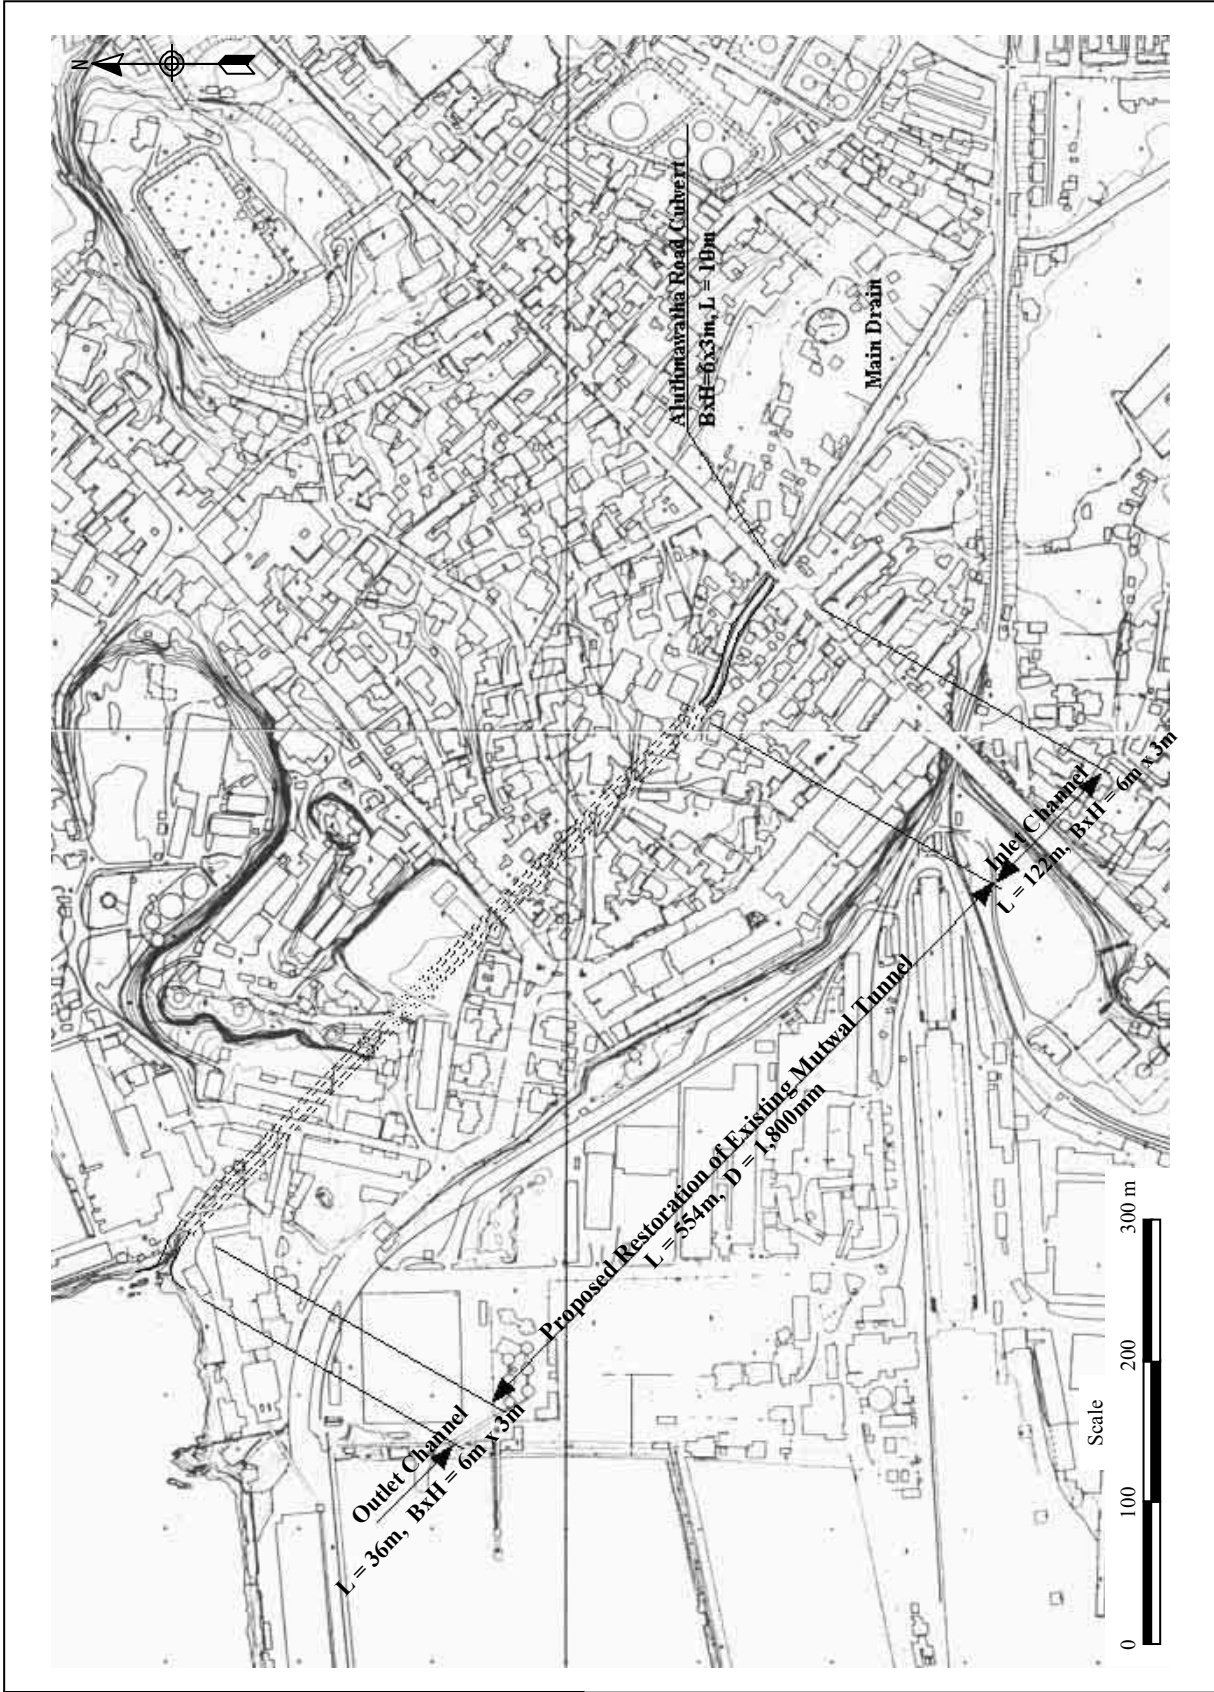 N
Aluthmawatha Road Culvert
BxH=6x3m, L = 10m
Main Drain
Inlet Channel
L = 122m, BxH = 6m x 3m
Proposed Restoration of Existing Mutwal Tunnel
L = 554m, D = 1,800mm
Outlet Channel
L = 36m, BxH = 6m x 3m
Scale
0 100 200 300 m